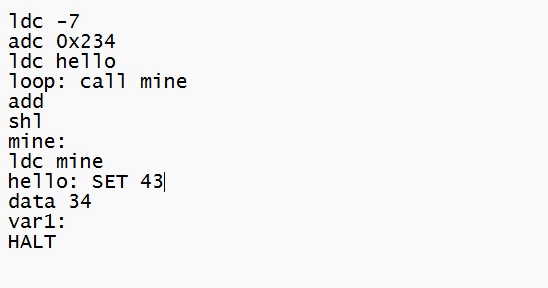 ldc -7
adc 0x234
ldc hello
loop: call mine
add
shl
mine:
ldc mine
hello: SET 43
data 34
var1:
HALT